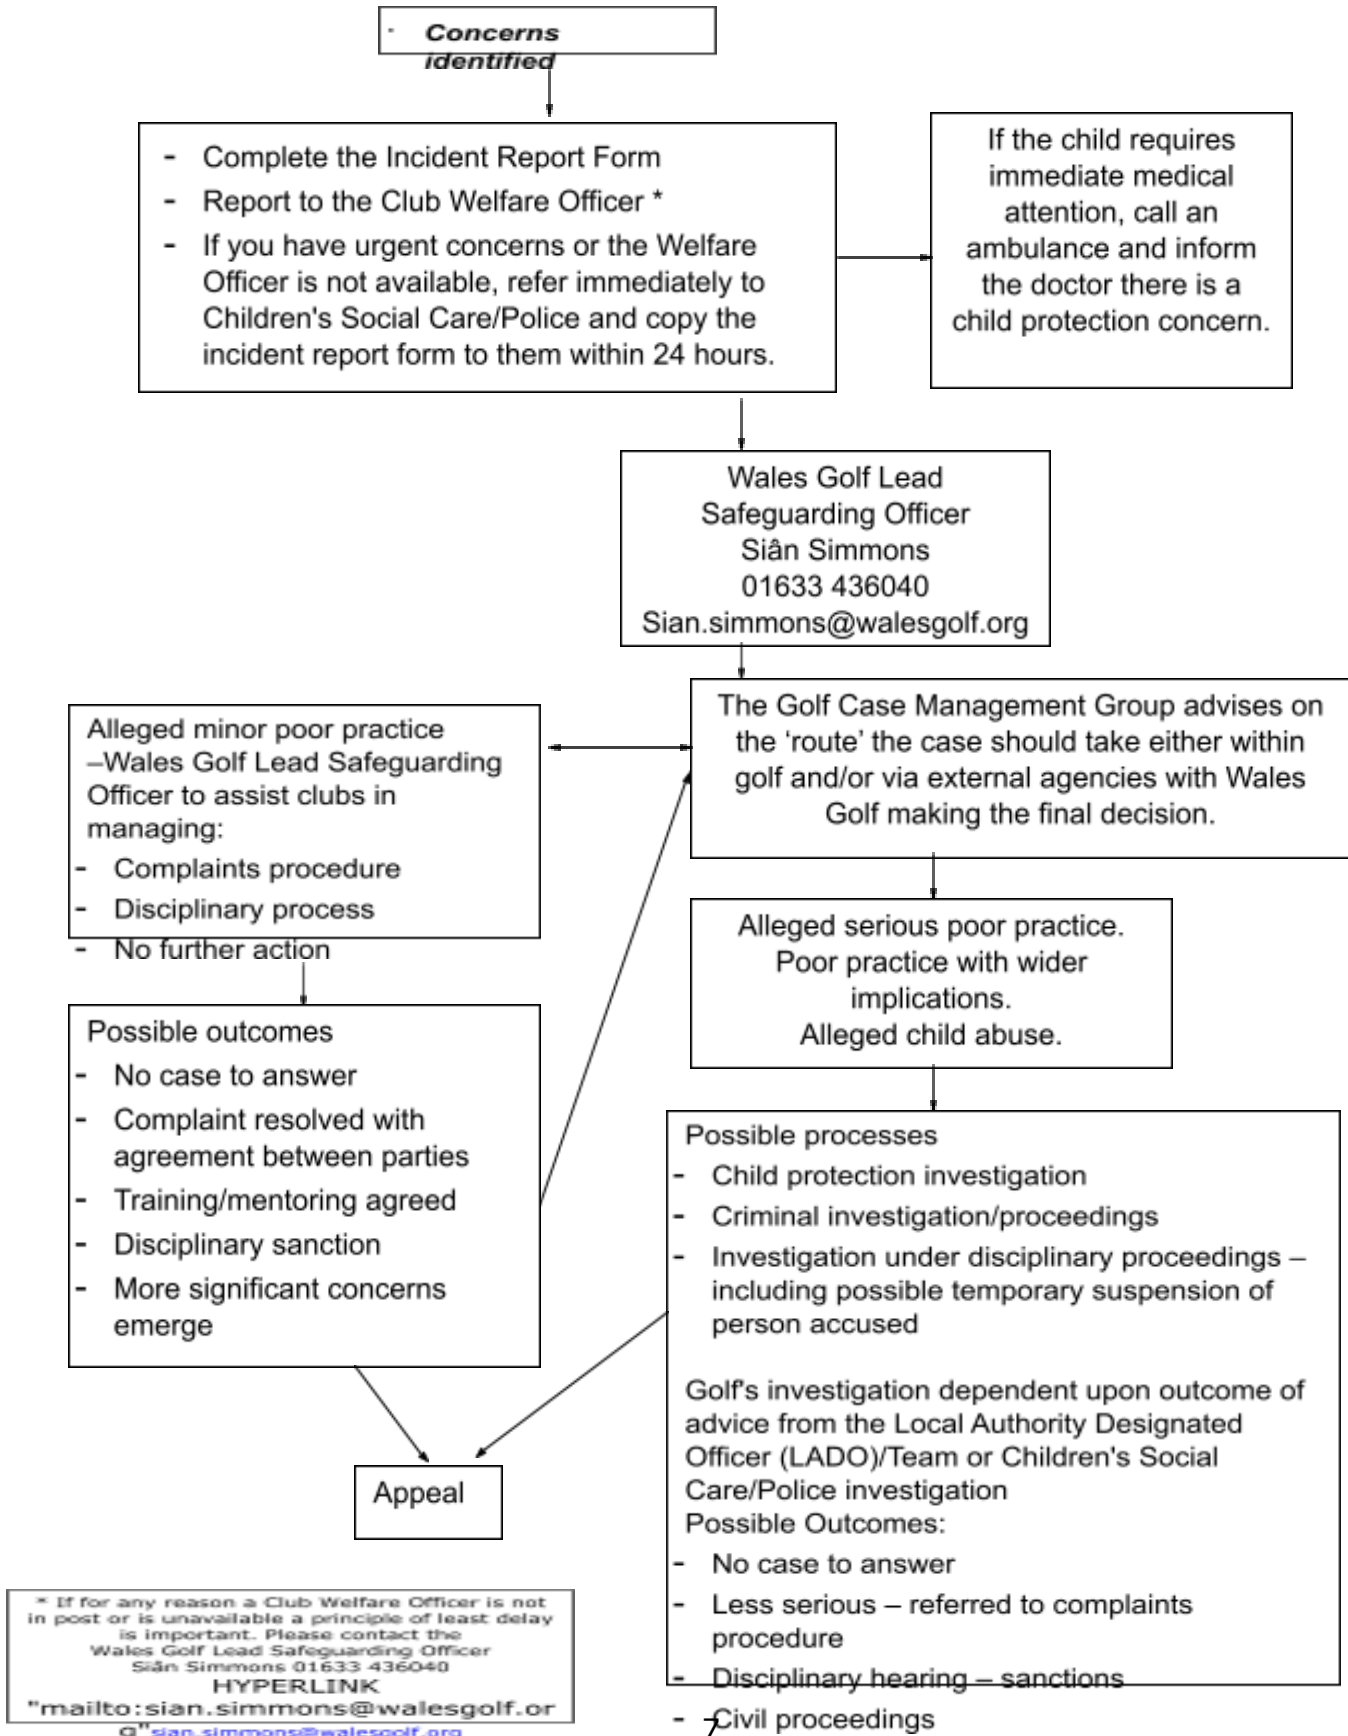 - Concerns
identified
- Complete the Incident Report Form
- Report to the Club Welfare Officer *
- If you have urgent concerns or the Welfare
Officer is not available, refer immediately to
Children's Social Care/Police and copy the
incident report form to them within 24 hours.
If the child requires
immediate medical
attention, call an
ambulance and inform
the doctor there is a
child protection concern.
Wales Golf Lead
Safeguarding Officer
Siân Simmons
01633 436040
Sian.simmons@walesgolf.org
The Golf Case Management Group advises on
the ‘route’ the case should take either within
golf and/or via external agencies with Wales
Golf making the final decision.
Alleged minor poor practice
–Wales Golf Lead Safeguarding
Officer to assist clubs in
managing:
- Complaints procedure
- Disciplinary process
- No further action
Alleged serious poor practice.
Poor practice with wider
implications.
Alleged child abuse.
Possible outcomes
- No case to answer
- Complaint resolved with
agreement between parties
- Training/mentoring agreed
- Disciplinary sanction
- More significant concerns
emerge
Possible processes
- Child protection investigation
- Criminal investigation/proceedings
- Investigation under disciplinary proceedings –
including possible temporary suspension of
person accused
Golf's investigation dependent upon outcome of
advice from the Local Authority Designated
Officer (LADO)/Team or Children's Social
Care/Police investigation
Possible Outcomes:
- No case to answer
- Less serious – referred to complaints
procedure
- Disciplinary hearing – sanctions
- Civil proceedings
Appeal
* If for any reason a Club Welfare Officer is not
in post or is unavailable a principle of least delay
is important. Please contact the
Wales Golf Lead Safeguarding Officer
Siân Simmons 01633 436040
HYPERLINK
"mailto:sian.simmons@walesgolf.or
g"sian.simmons@walesgolf.org
7